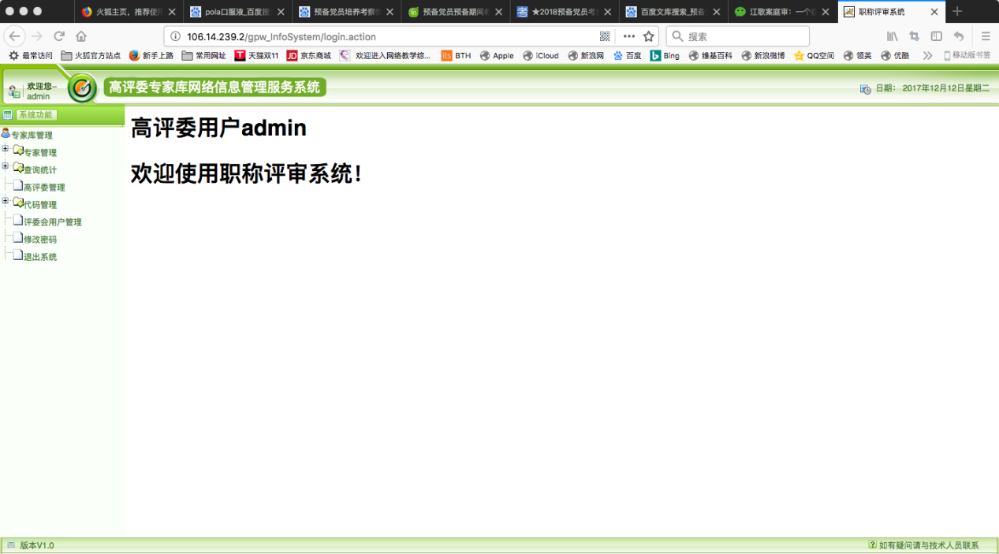 火狐主页，推荐使用
pola口服液_百度搜
预备党员培养考察
预备党员预备期间
★2018预备党员考
百度文库搜索_预备
江歌案庭审：一个
职称评审系统
106.14.239.2/gpw_InfoSystem/login.action
搜索
最常访问 火狐官方站点 新手上路 常用网址 天猫双11 京东商城 欢迎进入网络教学综... BTH Apple iCloud 新浪网 百度 Bing 维基百科 新浪微博 QQ空间 领英 优酷 移动版书签
欢迎您--
admin
高评委专家库网络信息管理服务系统
日期： 2017年12月12日星期二
系统功能
专家库管理
专家管理
查询统计
高评委管理
代码管理
评委会用户管理
修改密码
退出系统
高评委用户admin
欢迎使用职称评审系统!
版本V1.0
如有疑问请与技术人员联系